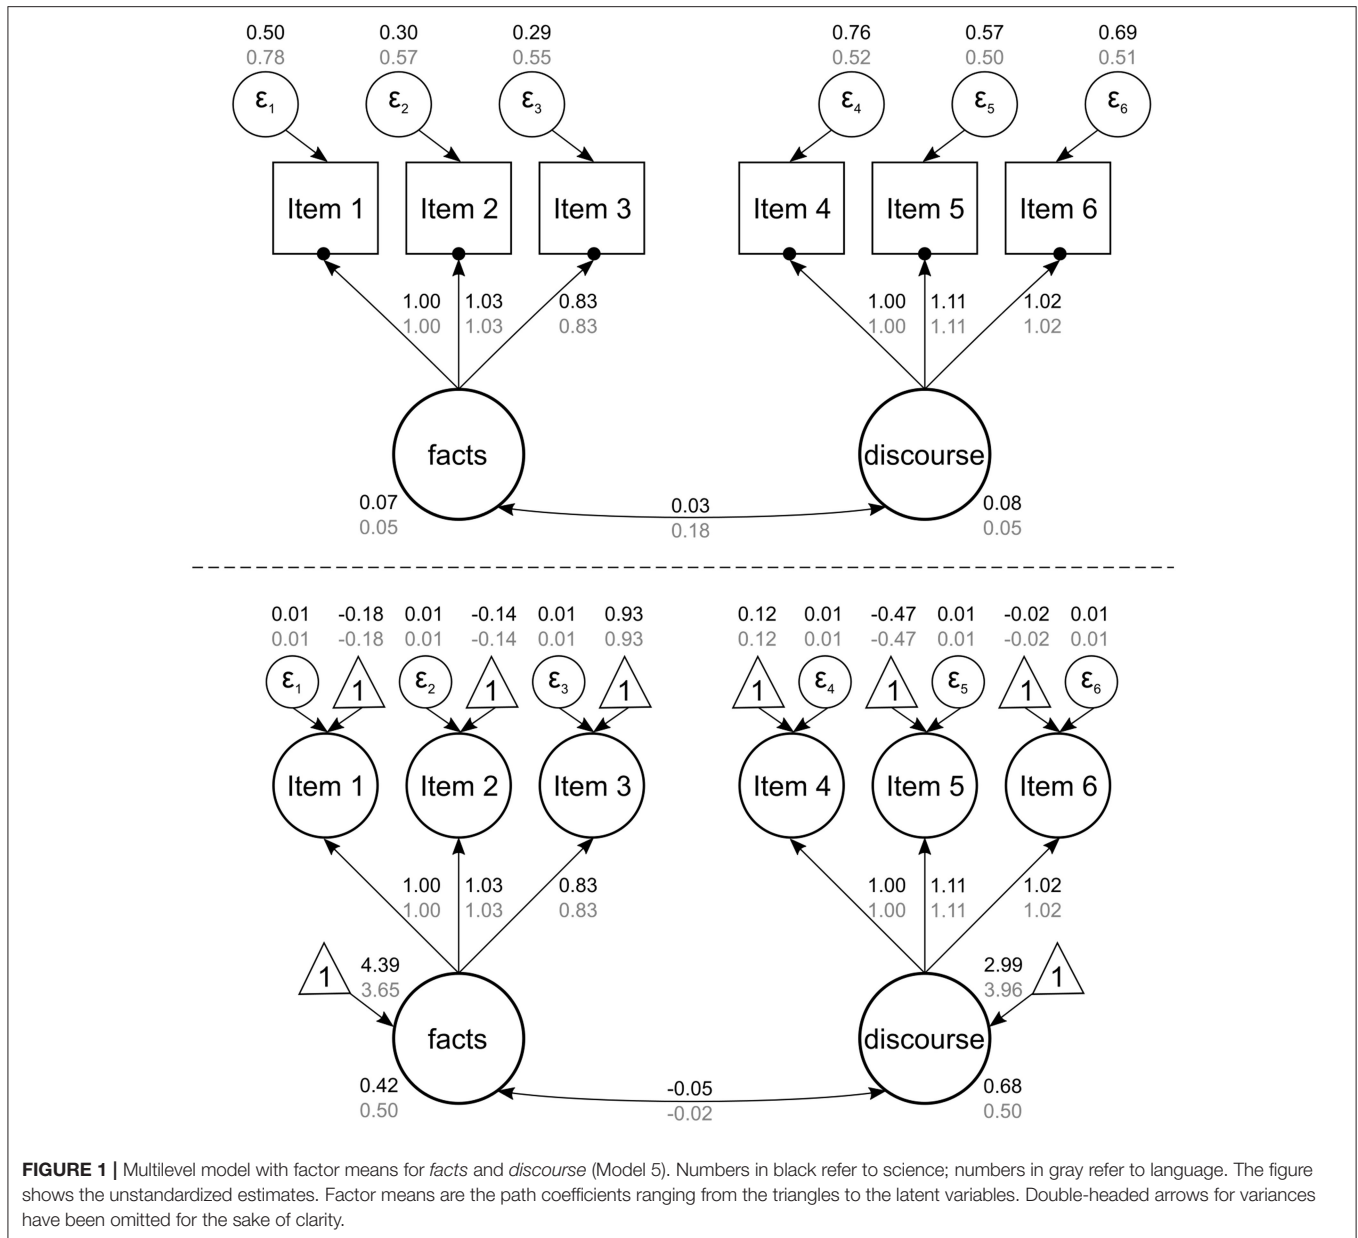 0.50 0.30 0.29 0.76 0.57 0.69
0.78 0.57 0.55 0.52 0.50 0.51
ε1 ε2 ε3 ε4 ε5 ε6
Item 1 Item 2 Item 3 Item 4 Item 5 Item 6
1.00 1.03 0.83 1.00 1.11 1.02
1.00 1.03 0.83 1.00 1.11 1.02
facts discourse
0.07 0.03 0.08
0.05 0.18 0.05
0.01 -0.18 0.01 -0.14 0.01 0.93 0.12 0.01 -0.47 0.01 -0.02 0.01
0.01 -0.18 0.01 -0.14 0.01 0.93 0.12 0.01 -0.47 0.01 -0.02 0.01
ε1 1 ε2 1 ε3 1 1 ε4 1 ε5 1 ε6
Item 1 Item 2 Item 3 Item 4 Item 5 Item 6
1.00 1.03 0.83 1.00 1.11 1.02
1.00 1.03 0.83 1.00 1.11 1.02
1 4.39 2.99 1
3.65 3.96
facts discourse
0.42 -0.05 0.68
0.50 -0.02 0.50
FIGURE 1 | Multilevel model with factor means for facts and discourse (Model 5). Numbers in black refer to science; numbers in gray refer to language. The figure
shows the unstandardized estimates. Factor means are the path coefficients ranging from the triangles to the latent variables. Double-headed arrows for variances
have been omitted for the sake of clarity.